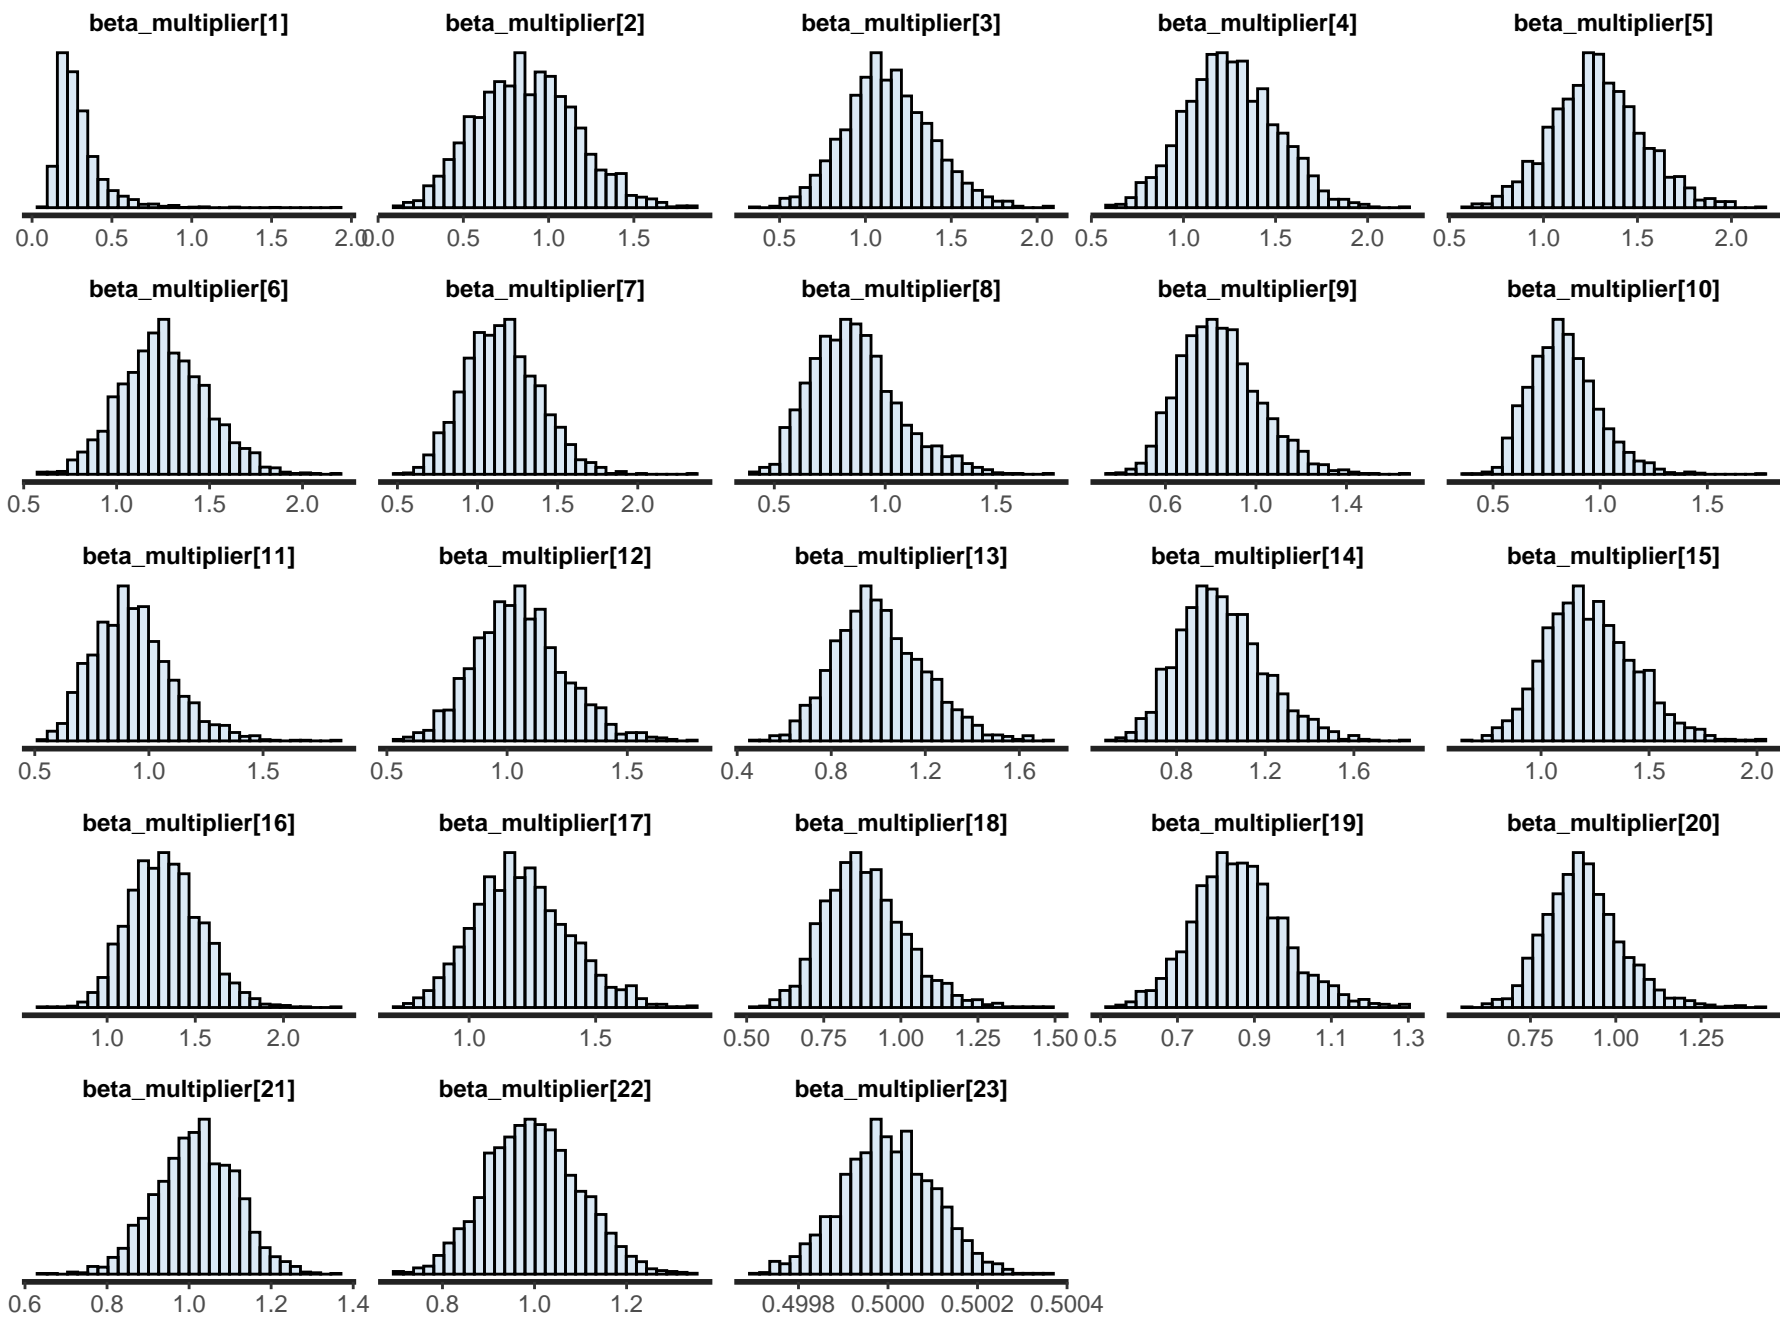 beta_multiplier[1] beta_multiplier[2] beta_multiplier[3] beta_multiplier[4] beta_multiplier[5]
0.0 0.5 1.0 1.5 2.0 0.0 0.5 1.0 1.5 0.5 1.0 1.5 2.0 0.5 1.0 1.5 2.0 0.5 1.0 1.5 2.0
beta_multiplier[6] beta_multiplier[7] beta_multiplier[8] beta_multiplier[9] beta_multiplier[10]
0.5 1.0 1.5 2.0 0.5 1.0 1.5 2.0 0.5 1.0 1.5 0.6 1.0 1.4 0.5 1.0 1.5
beta_multiplier[11] beta_multiplier[12] beta_multiplier[13] beta_multiplier[14] beta_multiplier[15]
0.5 1.0 1.5 0.5 1.0 1.5 0.4 0.8 1.2 1.6 0.8 1.2 1.6 1.0 1.5 2.0
beta_multiplier[16] beta_multiplier[17] beta_multiplier[18] beta_multiplier[19] beta_multiplier[20]
1.0 1.5 2.0 1.0 1.5 0.50 0.75 1.00 1.25 1.50 0.5 0.7 0.9 1.1 1.3 0.75 1.00 1.25
beta_multiplier[21] beta_multiplier[22] beta_multiplier[23]
0.6 0.8 1.0 1.2 1.4 0.8 1.0 1.2 0.4998 0.5000 0.5002 0.5004